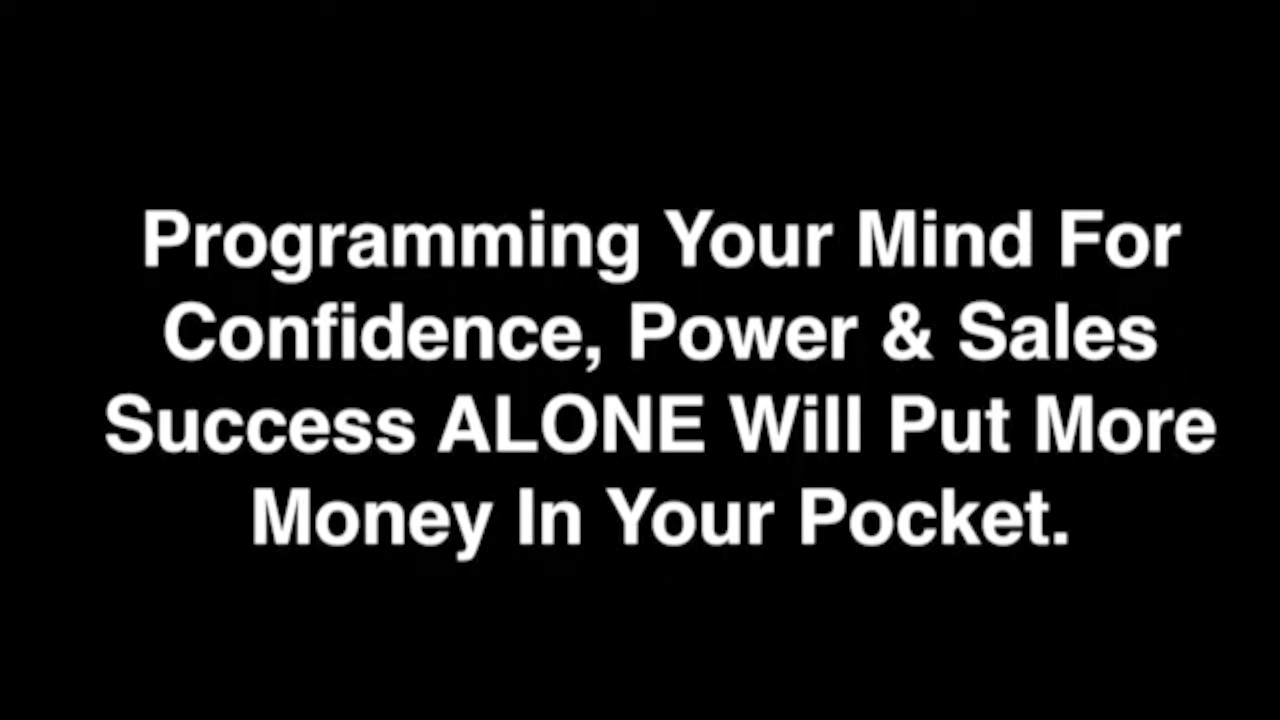 Programming Your Mind For
Confidence, Power & Sales
Success ALONE Will Put More
Money In Your Pocket.